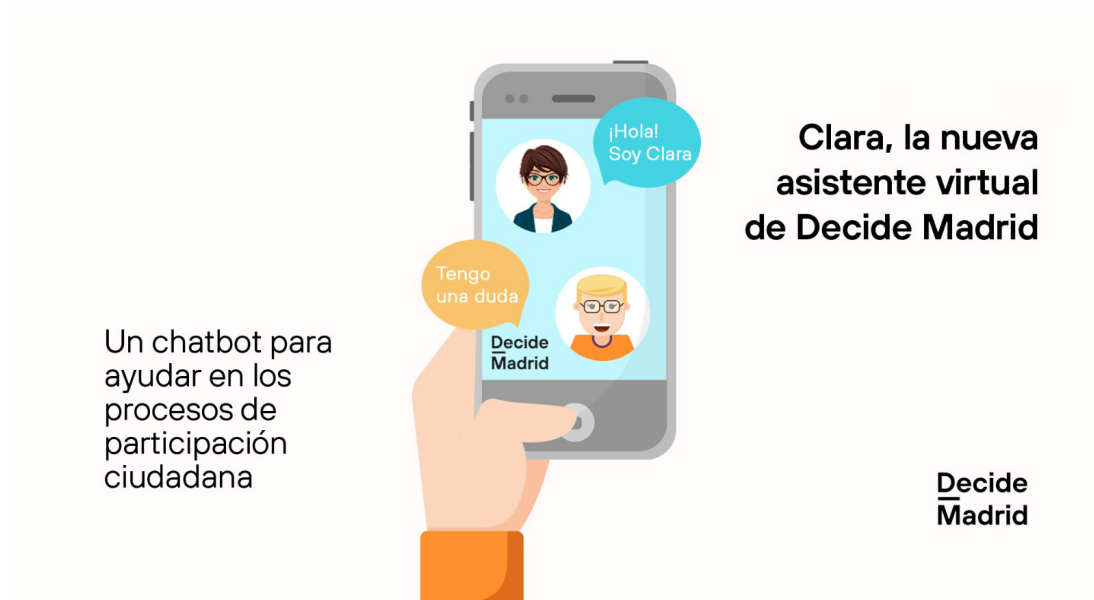 Clara, la nueva
asistente virtual
de Decide Madrid
¡Hola!
Soy Clara
Tengo
una duda
Decide
Madrid
Un chatbot para
ayudar en los
procesos de
participación
ciudadana
Decide
Madrid